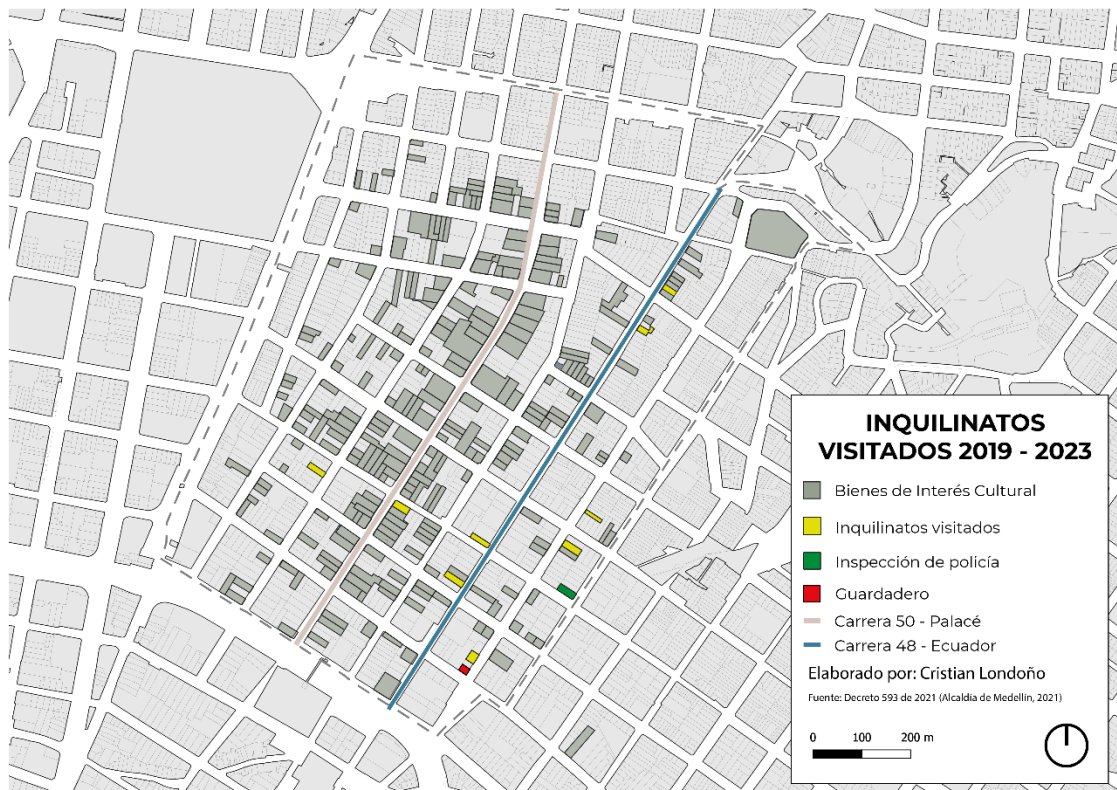 INQUILINATOS
VISITADOS 2019 - 2023
Bienes de Interés Cultural
Inquilinatos visitados
Inspección de policía
Guardadero
Carrera 50 - Palacé
Carrera 48 - Ecuador
Elaborado por: Cristian Londoño
Fuente: Decreto 593 de 2021 (Alcaldía de Medellín, 2021)
0 100 200 m